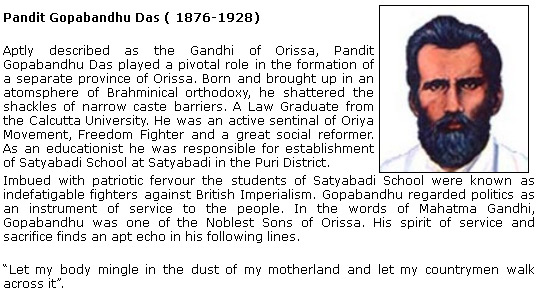 Pandit Gopabandhu Das ( 1876-1928)
Aptly described as the Gandhi of Orissa, Pandit
Gopabandhu Das played a pivotal role in the formation of
a separate province of Orissa. Born and brought up in an
atomsphere of Brahminical orthodoxy, he shattered the
shackles of narrow caste barriers. A Law Graduate from
the Calcutta University. He was an active sentinal of Oriya
Movement, Freedom Fighter and a great social reformer.
As an educationist he was responsible for establishment
of Satyabadi School at Satyabadi in the Puri District.
Imbued with patriotic fervour the students of Satyabadi School were known as
indefatigable fighters against British Imperialism. Gopabandhu regarded politics as
an instrument of service to the people. In the words of Mahatma Gandhi,
Gopabandhu was one of the Noblest Sons of Orissa. His spirit of service and
sacrifice finds an apt echo in his following lines.
“Let my body mingle in the dust of my motherland and let my countrymen walk
across it”.